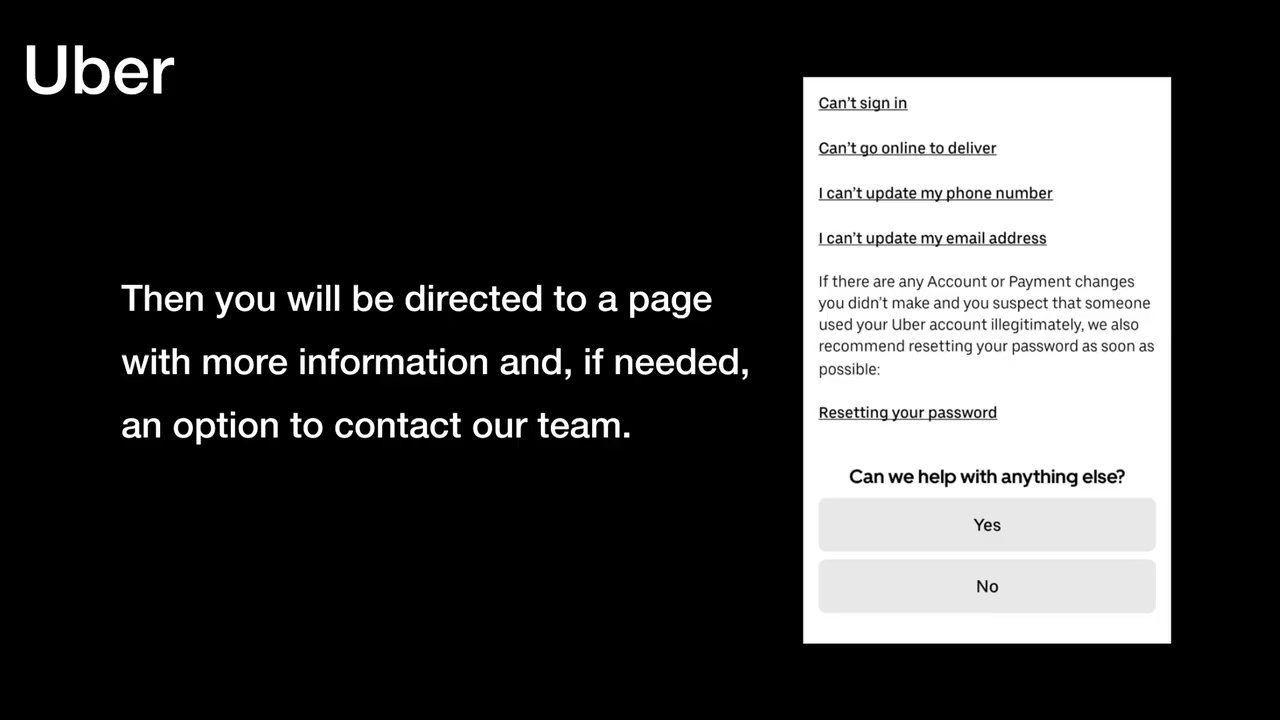 Uber
Then you will be directed to a page
with more information and, if needed,
an option to contact our team.
Can't sign in
Can't go online to deliver
I can't update my phone number
I can't update my email address
If there are any Account or Payment changes
you didn't make and you suspect that someone
used your Uber account illegitimately, we also
recommend resetting your password as soon as
possible:
Resetting your password
Can we help with anything else?
Yes
No